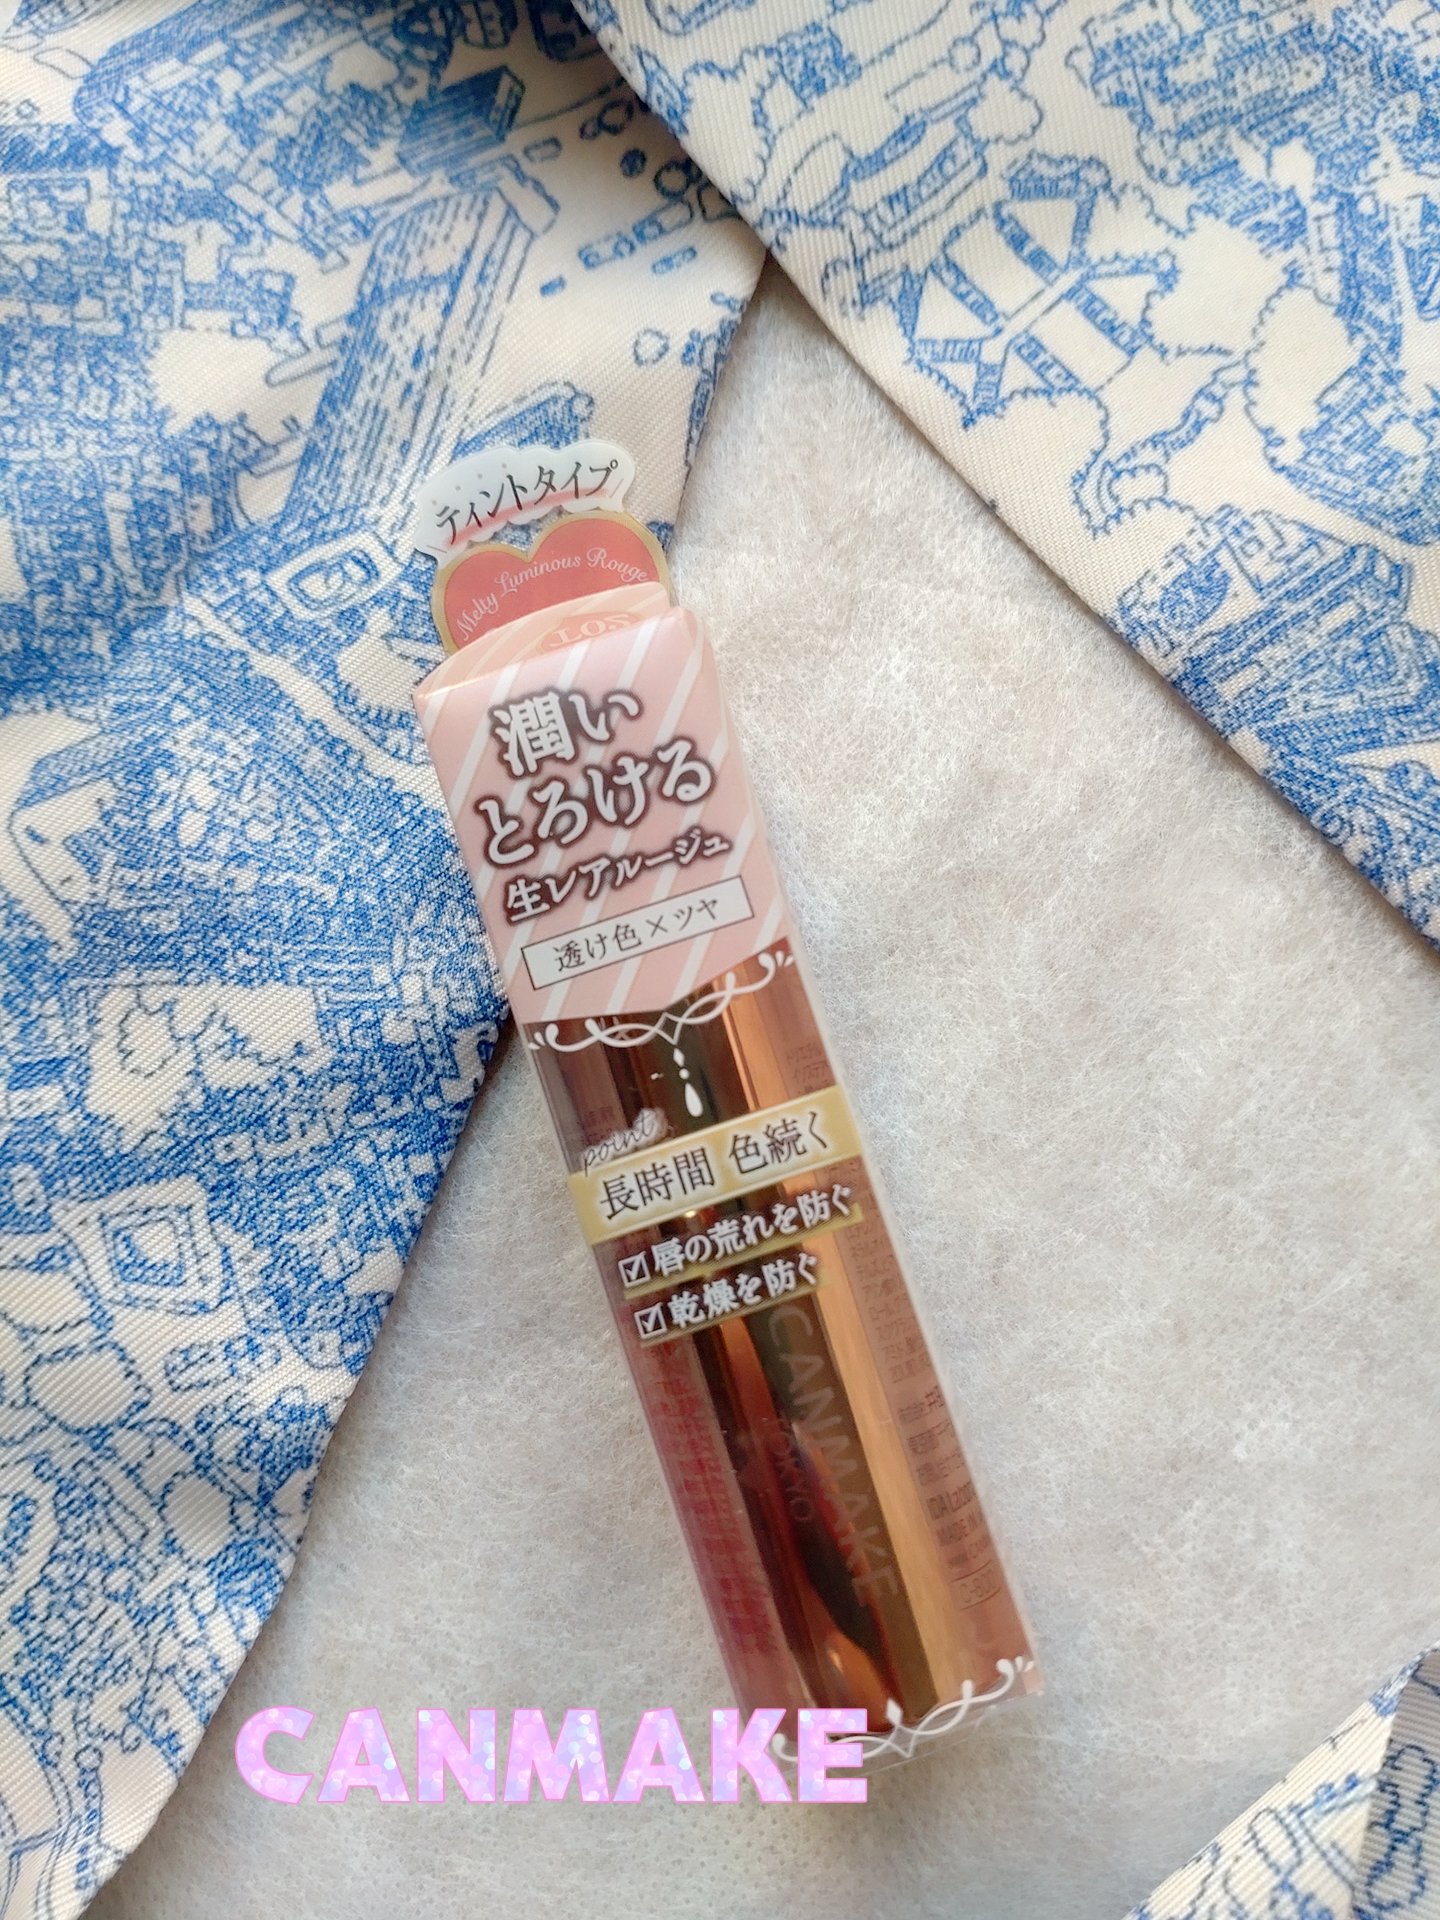 ティントタイプ
Melty Luminous Rouge
T02
潤い
とろける
生レアルージュ
透け色×ツヤ
point
長時間 色続く
☑唇の荒れを防ぐ
☑乾燥を防ぐ
CANMAKE
TOKYO
CANMAKE